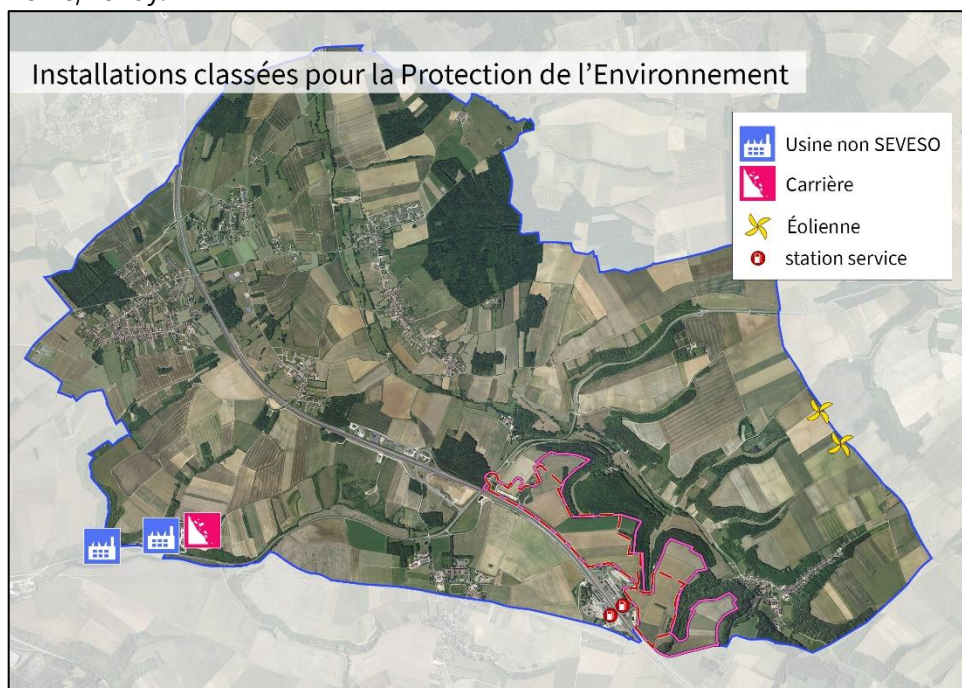 Installations classées pour la Protection de l'Environnement
Usine non SEVESO
Carrière
Éolienne
station service